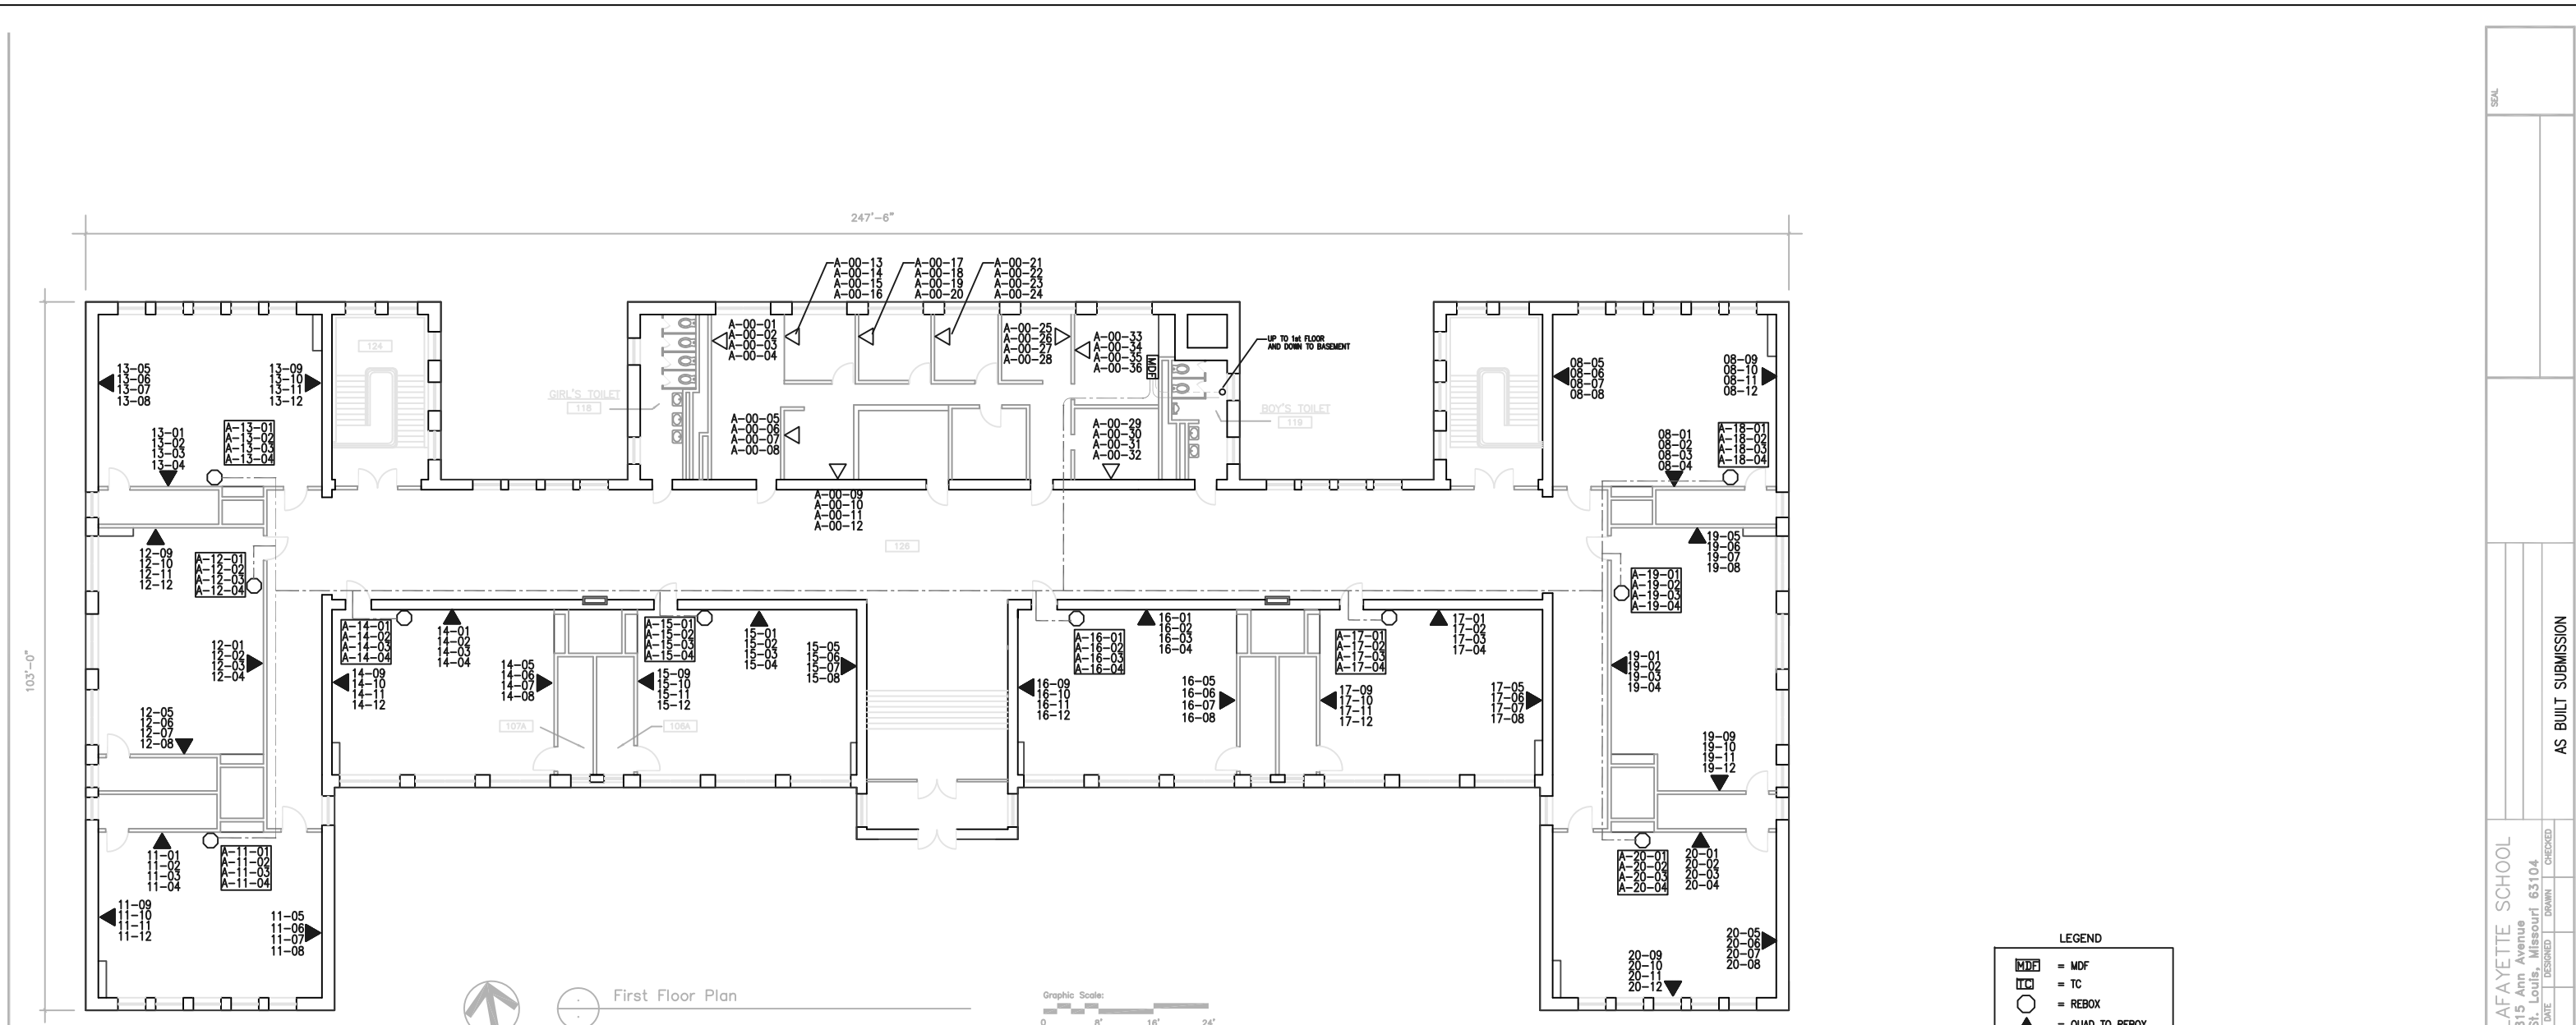 SEAL
247'-6"
A-00-13
A-00-14
A-00-15
A-00-16
A-00-17
A-00-18
A-00-19
A-00-20
A-00-21
A-00-22
A-00-23
A-00-24
A-00-01
A-00-02
A-00-03
A-00-04
A-00-25
A-00-26
A-00-27
A-00-28
A-00-33
A-00-34
A-00-35
A-00-36
MDF
UP TO 1st FLOOR
AND DOWN TO BASEMENT
124
13-05
13-06
13-07
13-08
13-09
13-10
13-11
13-12
08-05
08-06
08-07
08-08
08-09
08-10
08-11
08-12
GIRL'S TOILET
118
BOY'S TOILET
119
13-01
13-02
13-03
13-04
A-13-01
A-13-02
A-13-03
A-13-04
A-00-05
A-00-06
A-00-07
A-00-08
A-00-29
A-00-30
A-00-31
A-00-32
08-01
08-02
08-03
08-04
A-18-01
A-18-02
A-18-03
A-18-04
A-00-09
A-00-10
A-00-11
A-00-12
126
12-09
12-10
12-11
12-12
A-12-01
A-12-02
A-12-03
A-12-04
19-05
19-06
19-07
19-08
A-19-01
A-19-02
A-19-03
A-19-04
103'-0"
12-01
12-02
12-03
12-04
A-14-01
A-14-02
A-14-03
A-14-04
14-01
14-02
14-03
14-04
14-09
14-10
14-11
14-12
14-05
14-06
14-07
14-08
A-15-01
A-15-02
A-15-03
A-15-04
15-01
15-02
15-03
15-04
15-09
15-10
15-11
15-12
15-05
15-06
15-07
15-08
A-16-01
A-16-02
A-16-03
A-16-04
16-01
16-02
16-03
16-04
16-09
16-10
16-11
16-12
16-05
16-06
16-07
16-08
A-17-01
A-17-02
A-17-03
A-17-04
17-01
17-02
17-03
17-04
17-09
17-10
17-11
17-12
17-05
17-06
17-07
17-08
19-01
19-02
19-03
19-04
AS BUILT SUBMISSION
12-05
12-06
12-07
12-08
107A
106A
19-09
19-10
19-11
19-12
11-01
11-02
11-03
11-04
A-11-01
A-11-02
A-11-03
A-11-04
A-20-01
A-20-02
A-20-03
A-20-04
20-01
20-02
20-03
20-04
11-09
11-10
11-11
11-12
11-05
11-06
11-07
11-08
20-09
20-10
20-11
20-12
20-05
20-06
20-07
20-08
First Floor Plan
Graphic Scale:
0 8' 16' 24'
LEGEND
MDF = MDF
TC = TC
= REBOX
= QUAD TO REBOX
AFAYETTE SCHOOL
815 Ann Avenue
St. Louis, Missouri 63104
DATE DESIGNED DRAWN CHECKED